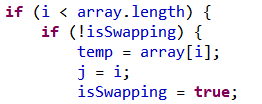 if (i < array.length) {
    if (!isSwapping) {
        temp = array[i];
        j = i;
        isSwapping = true;